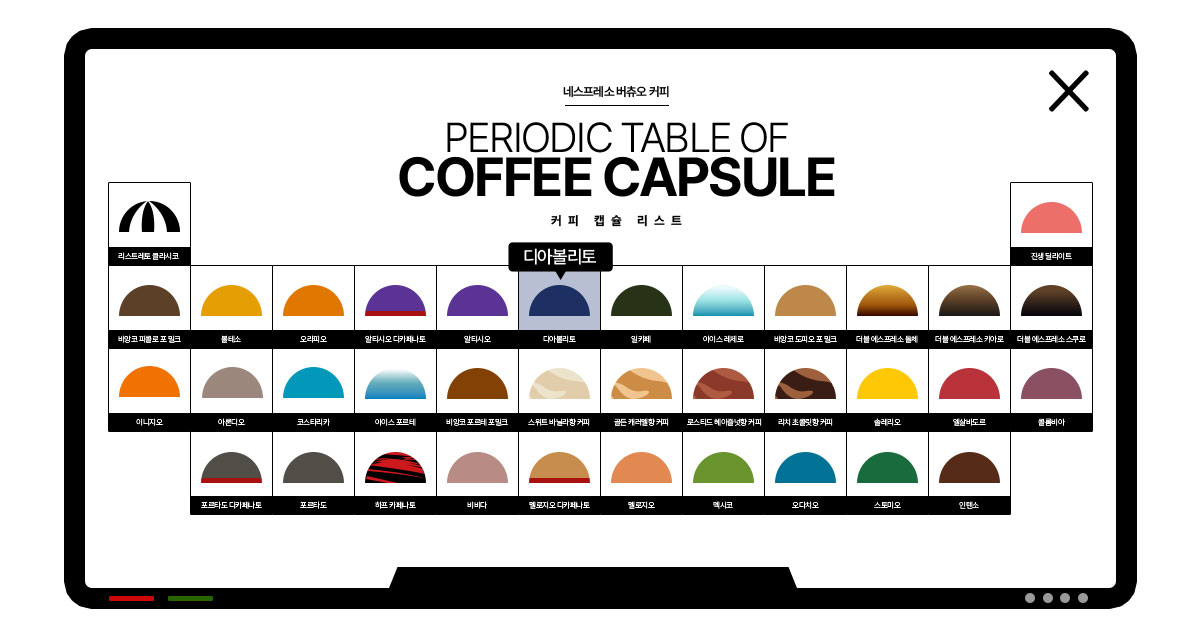 네스프레소 버츄오 커피
PERIODIC TABLE OF
COFFEE CAPSULE
커피 캡슐 리스트
리스트레토 클라시코
진생 딜라이트
디아볼리토
비앙코 피콜로 포 밀크
볼테소
오라피오
알티시오 디카페나토
알티시오
디아볼리토
일카페
아이스 레제로
비앙코 도피오 포 밀크
더블 에스프레소 돌체
더블 에스프레소 키아로
더블 에스프레소 스쿠로
이니지오
아론디오
코스타리카
아이스 포르테
비앙코 포르테 포밀크
스위트 바닐라향 커피
골든 캐러멜향 커피
로스티드 헤이즐넛향 커피
리치 초콜릿향 커피
솔레리오
엘살바도르
콜롬비아
포르타도 디카페나토
포르타도
하프 카페나토
비비다
멜로지오 디카페나토
멜로지오
멕시코
오다치오
스토미오
인텐소